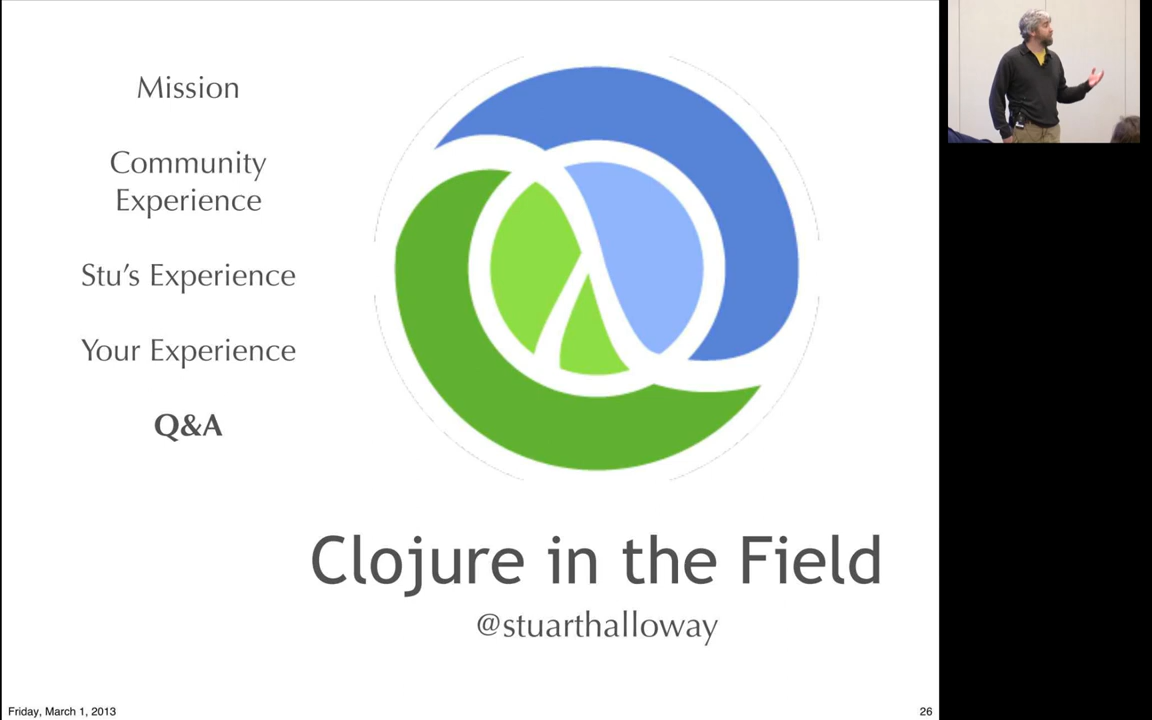 Mission
Community
Experience
Stu's Experience
Your Experience
Q&A
Clojure in the Field
@stuarthalloway
Friday, March 1, 2013
26